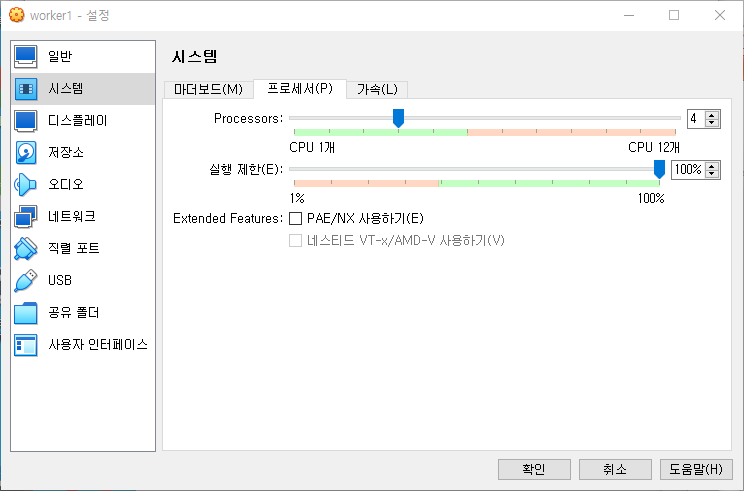 worker1 - 설정
일반
시스템
디스플레이
저장소
오디오
네트워크
직렬 포트
USB
공유 폴더
사용자 인터페이스
시스템
마더보드(M) 프로세서(P) 가속(L)
Processors: 4
CPU 1개 CPU 12개
실행 제한(E): 100%
1% 100%
Extended Features: PAE/NX 사용하기(E)
네스티드 VT-x/AMD-V 사용하기(V)
확인 취소 도움말(H)